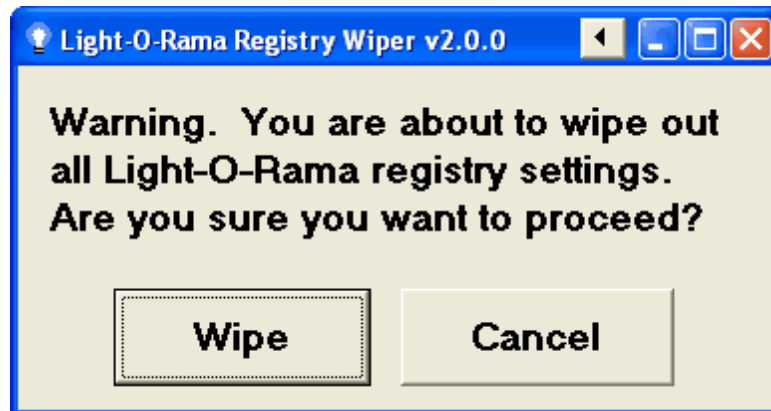 Light-O-Rama Registry Wiper v2.0.0
Warning. You are about to wipe out
all Light-O-Rama registry settings.
Are you sure you want to proceed?
Wipe Cancel